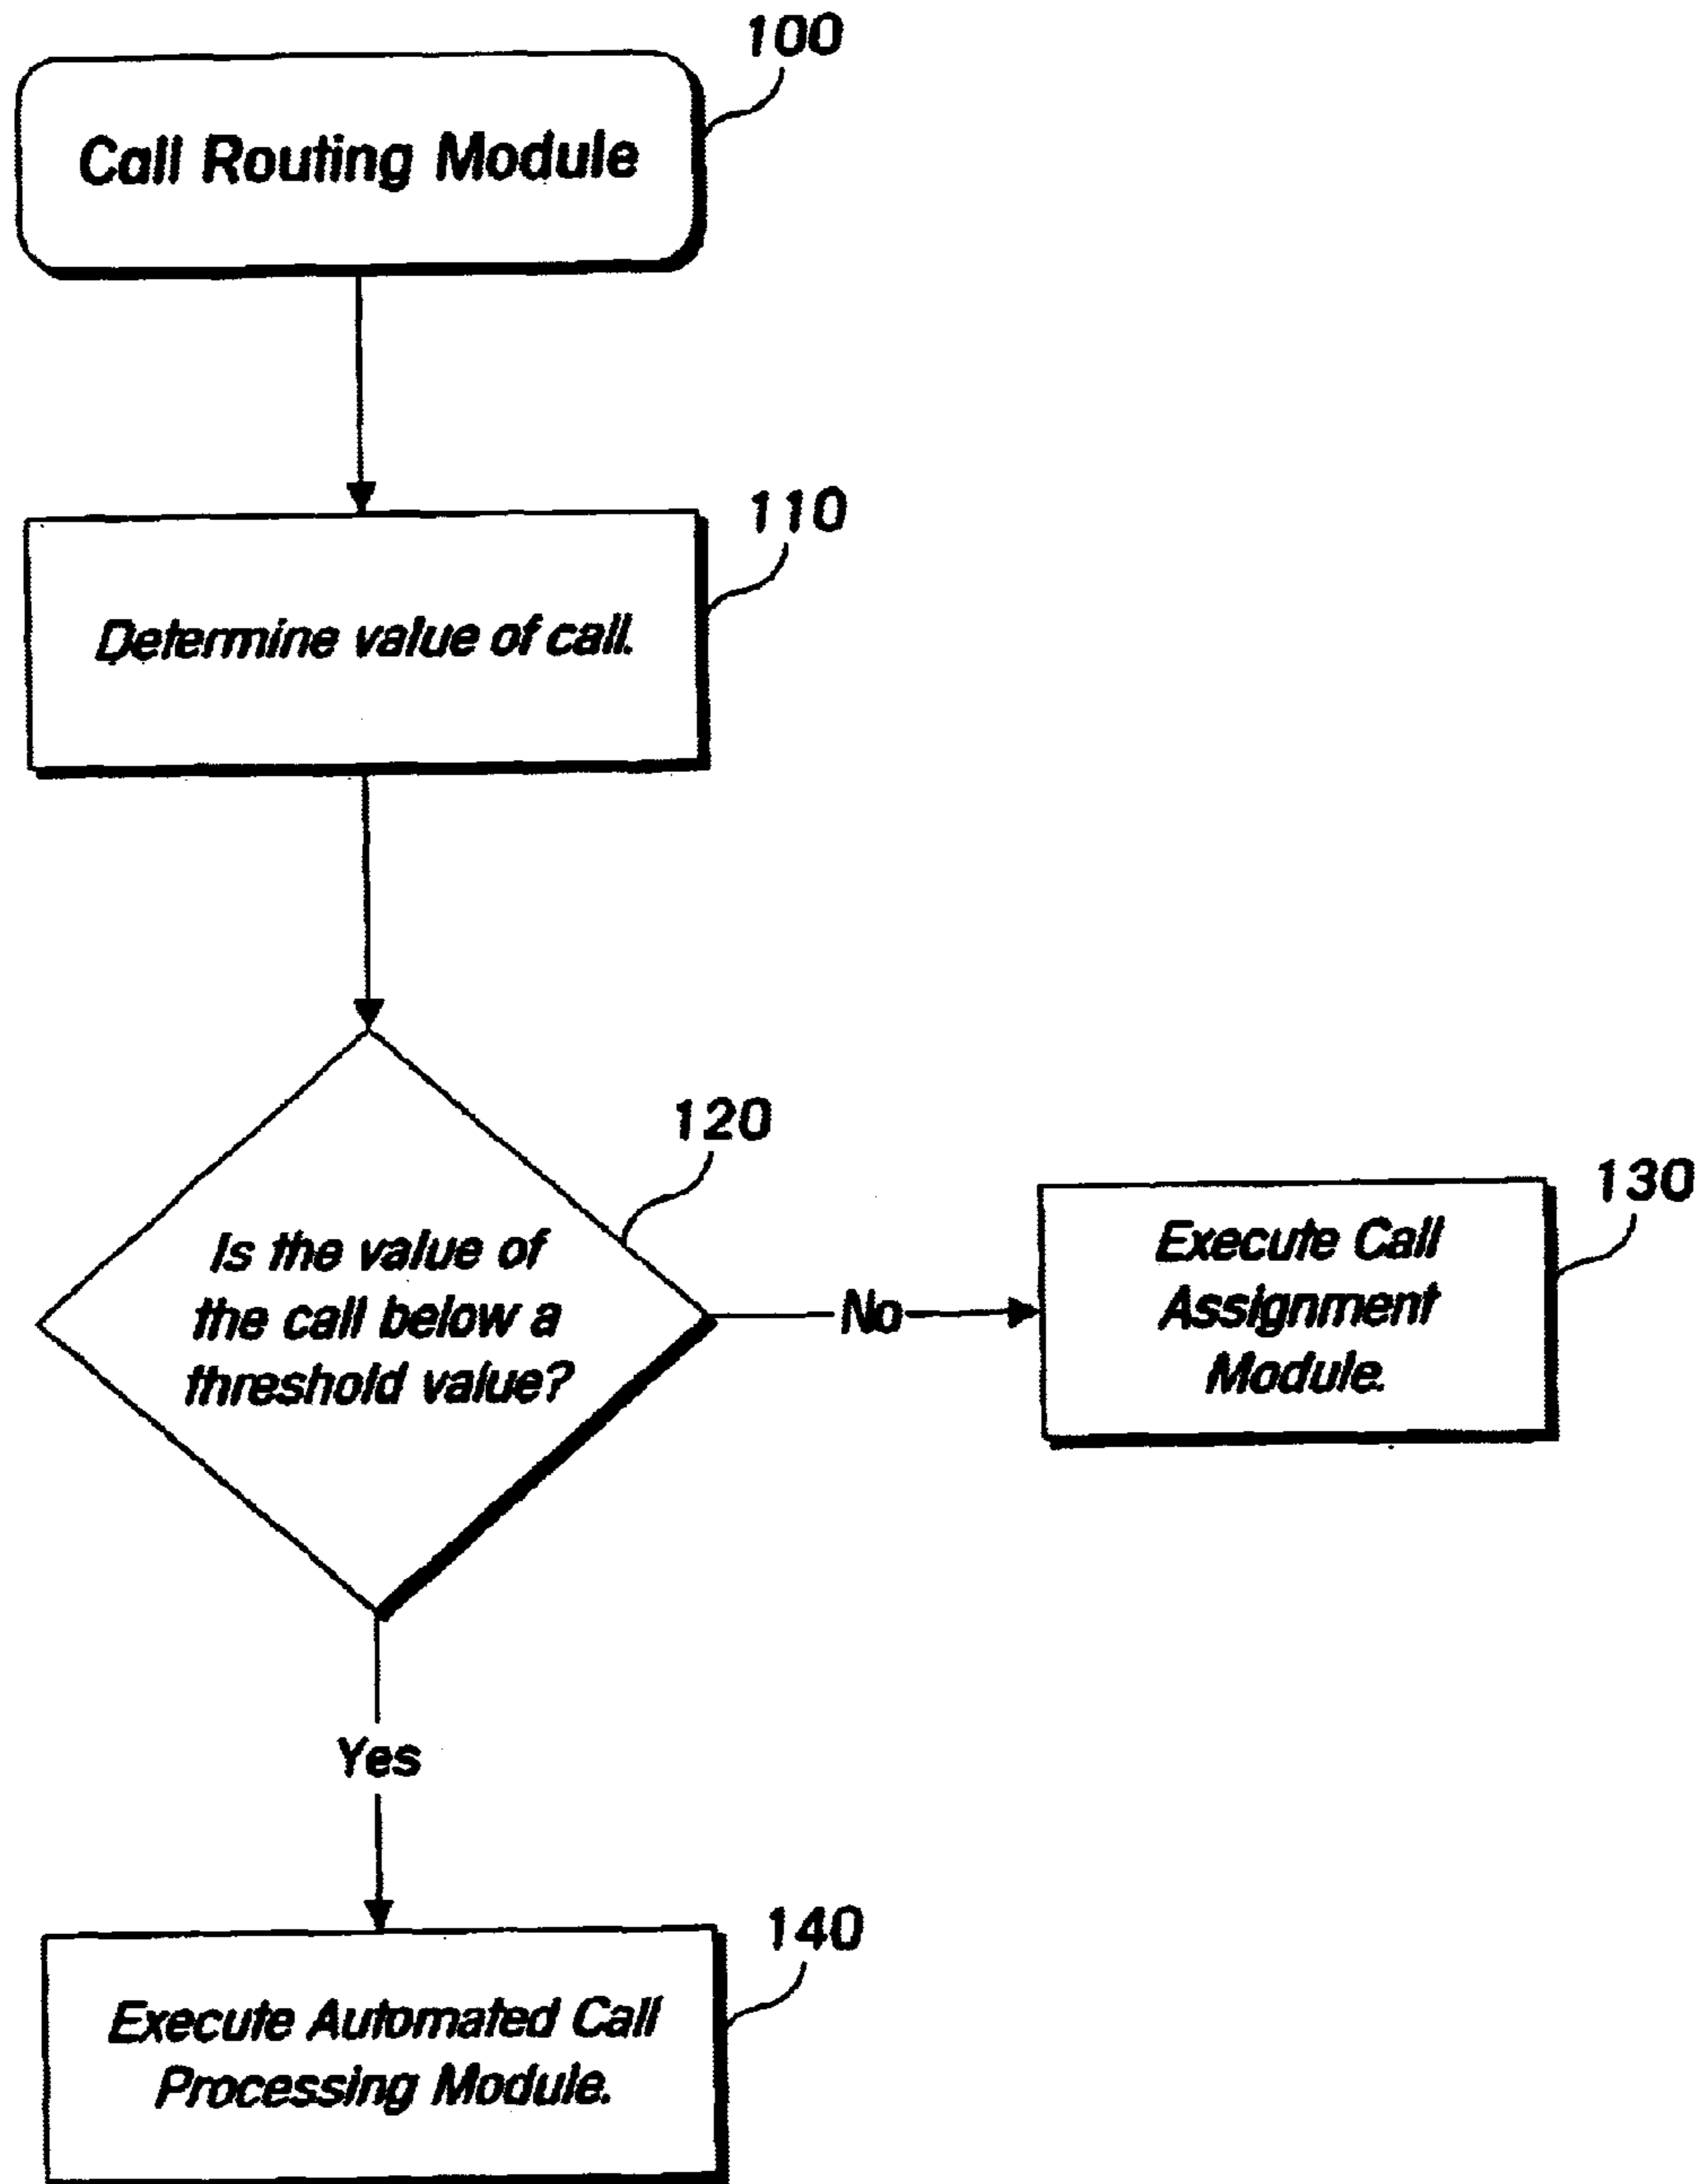 100
Call Routing Module
110
Determine value of call.
120
Is the value of
the call below a
threshold value?
No
130
Execute Call
Assignment
Module.
Yes
140
Execute Automated Call
Processing Module.